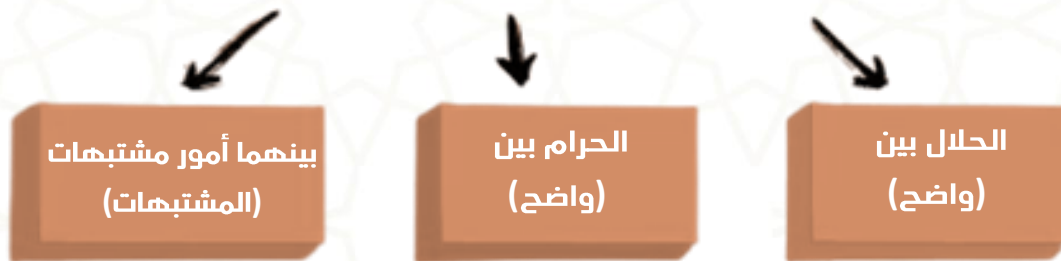 الحلال بين
(واضح)
الحرام بين
(واضح)
بينهما أمور مشتبهات
(المشتبهات)